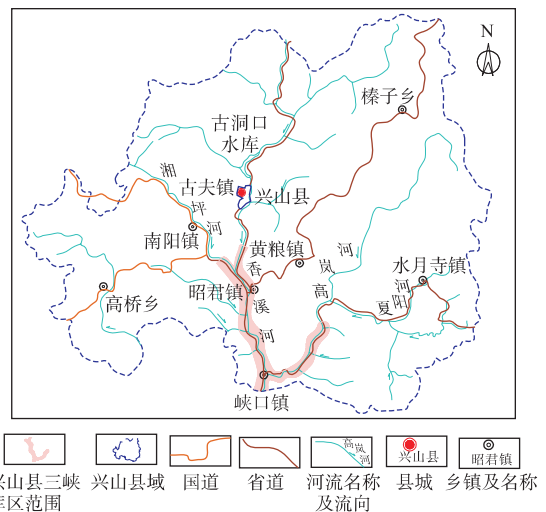 N
榛子乡
古洞口
水库
湘
坪
河
古夫镇
兴山县
南阳镇
黄粮镇
香
溪
河
高
岚
河
水月寺镇
夏
阳
河
昭君镇
高桥乡
峡口镇
兴山县三峡
库区范围
兴山县域
国道
省道
高岚河
河流名称
及流向
兴山县
县城
昭君镇
乡镇及名称